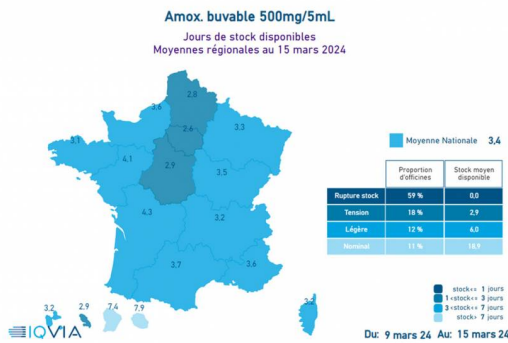 Amox. buvable 500mg/5mL
Jours de stock disponibles
Moyennes régionales au 15 mars 2024
2.8
3,6
2.6
3,3
3,1
4,1
2,9
3,5
4.3
3,2
3,7
3,6
3,2
Moyenne Nationale 3,4
Proportion d'officines
Stock moyen disponible
Rupture stock 59 % 0,0
Tension 18 % 2,9
Légère 12 % 4,0
Nominal 11 % 18,9
stock<= 1 jours
1 <stock<= 3 jours
3 <stock<= 7 jours
stock> 7 jours
3,2
2,9
7,4
7,9
IQVIA
Du: 9 mars 24 Au: 15 mars 24